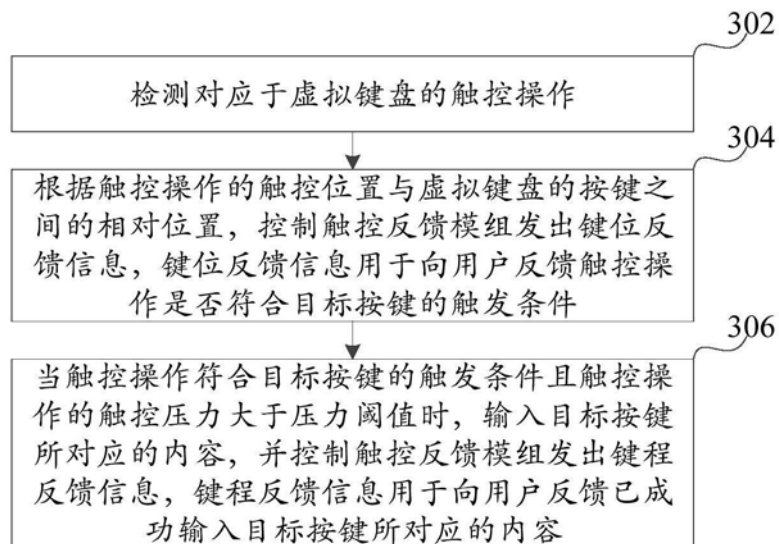 302
检测对应于虚拟键盘的触控操作
304
根据触控操作的触控位置与虚拟键盘的按键之
间的相对位置，控制触控反馈模组发出键位反
馈信息，键位反馈信息用于向用户反馈触控操
作是否符合目标按键的触发条件
306
当触控操作符合目标按键的触发条件且触控操
作的触控压力大于压力阈值时，输入目标按键
所对应的内容，并控制触控反馈模组发出键程
反馈信息，键程反馈信息用于向用户反馈已成
功输入目标按键所对应的内容